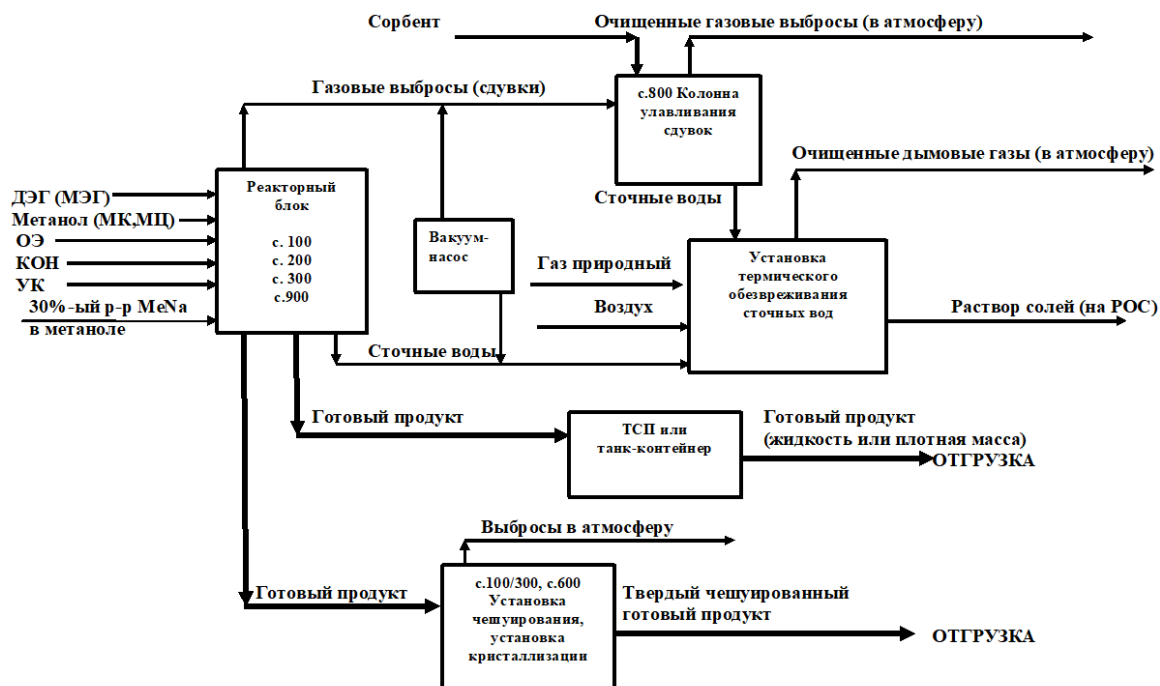 Сорбент
Очищенные газовые выбросы (в атмосферу)
Газовые выбросы (сдувки)
с.800 Колонна
улавливания
сдувок
Очищенные дымовые газы (в атмосферу)
Реакторный
блок
с. 100
с. 200
с. 300
с.900
ДЭГ (МЭГ)
Метанол (МК,МЦ)
ОЭ
КОН
УК
30%-ый р-р MeNa
в метаноле
Сточные воды
Вакуум-
насос
Газ природный
Воздух
Установка
термического
обезвреживания
сточных вод
Раствор солей (на РОС)
Сточные воды
Готовый продукт
ТСП или
танк-контейнер
Готовый продукт
(жидкость или плотная масса)
ОТГРУЗКА
Выбросы в атмосферу
Готовый продукт
с.100/300, с.600
Установка
чешуирования,
установка
кристаллизации
Твердый чешуированный
готовый продукт
ОТГРУЗКА